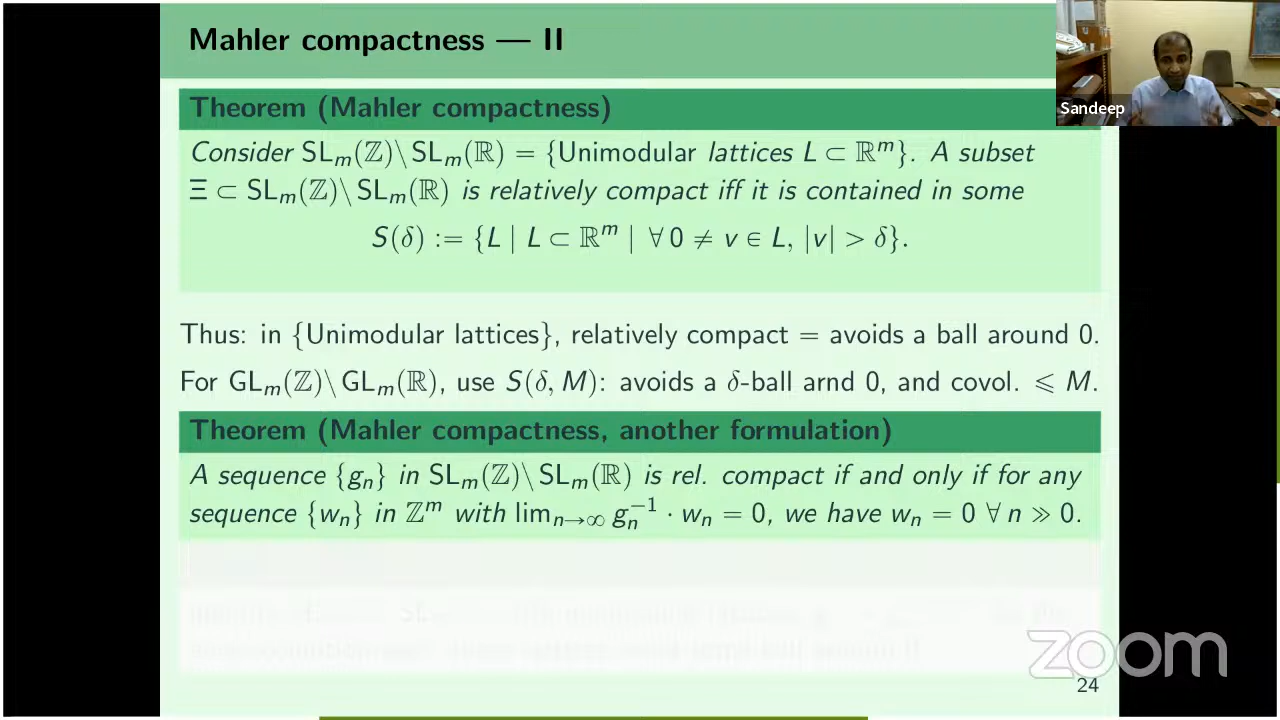 Mahler compactness — II
Sandeep
Theorem (Mahler compactness)
Consider SL_m(ℤ)\SL_m(ℝ) = {Unimodular lattices L ⊂ ℝ^m}. A subset
Ξ ⊂ SL_m(ℤ)\SL_m(ℝ) is relatively compact iff it is contained in some
S(δ) := {L | L ⊂ ℝ^m | ∀ 0 ≠ v ∈ L, |v| > δ}.
Thus: in {Unimodular lattices}, relatively compact = avoids a ball around 0.
For GL_m(ℤ)\GL_m(ℝ), use S(δ, M): avoids a δ-ball arnd 0, and covol. ⩽ M.
Theorem (Mahler compactness, another formulation)
A sequence {g_n} in SL_m(ℤ)\SL_m(ℝ) is rel. compact if and only if for any
sequence {w_n} in ℤ^m with lim_{n→∞} g_n^{-1} · w_n = 0, we have w_n = 0 ∀ n ≫ 0.
zoom
24